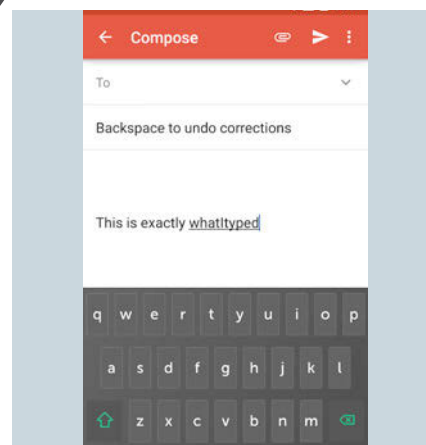 Compose
To
Backspace to undo corrections
This is exactly whatItyped
q w e r t y u i o p
a s d f g h j k l
z x c v b n m